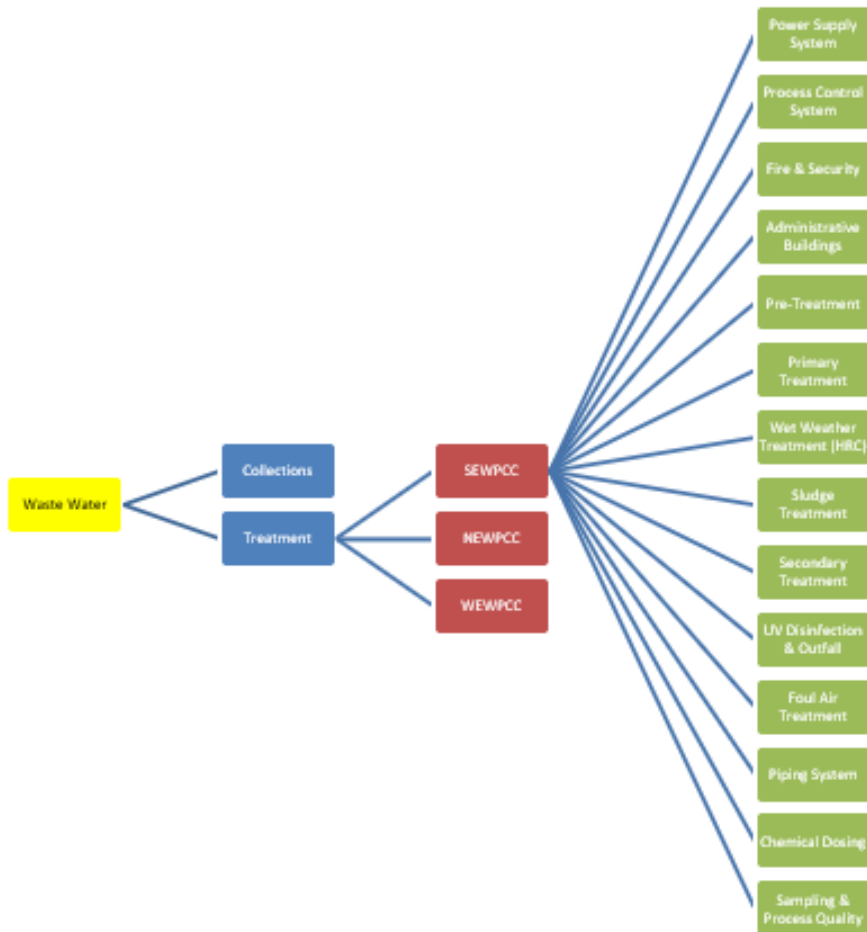 Waste Water
Collections
Treatment
SEWPCC
NEWPCC
WEWPCC
Power Supply
System
Process Control
System
Fire & Security
Administrative
Buildings
Pre-Treatment
Primary
Treatment
Wet Weather
Treatment (HRC)
Sludge
Treatment
Secondary
Treatment
UV Disinfection
& Outfall
Foul Air
Treatment
Piping System
Chemical Dosing
Sampling &
Process Quality